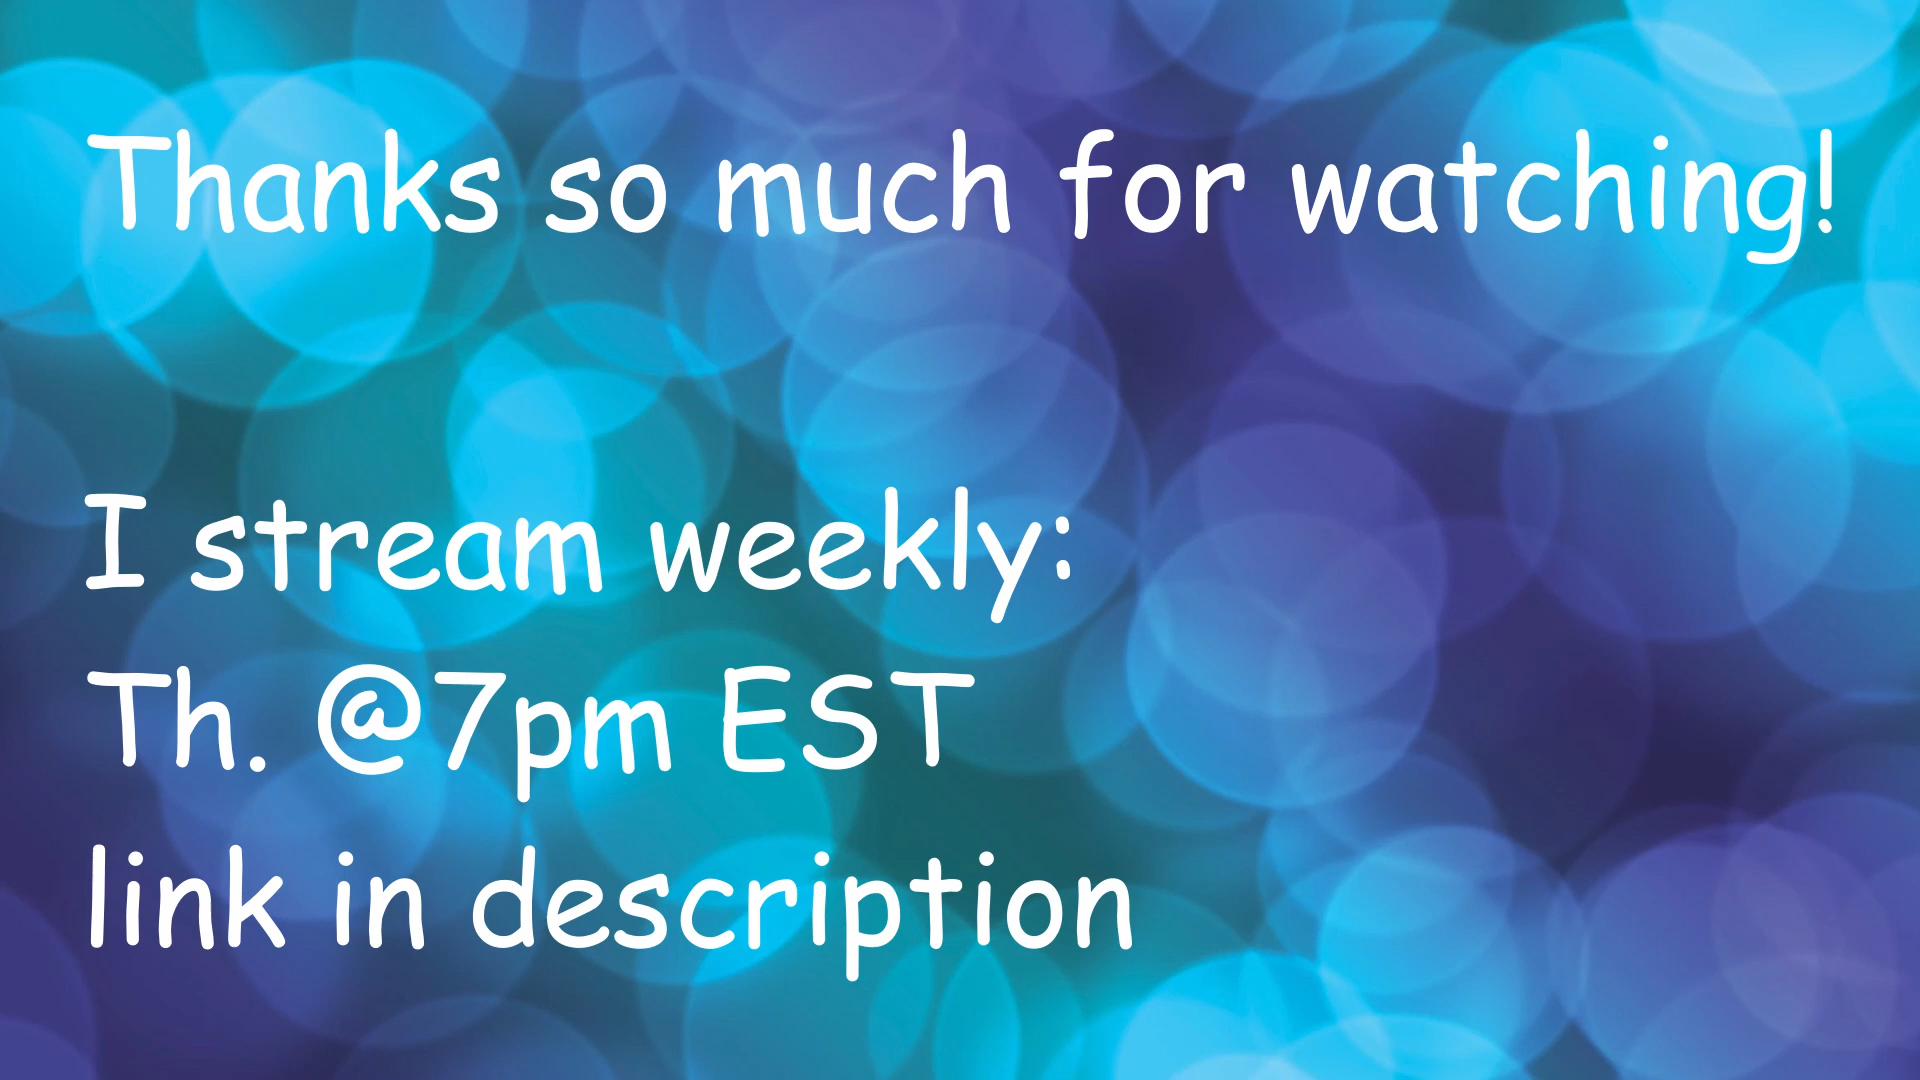 Thanks so much for watching!
I stream weekly:
Th. @7pm EST
link in description